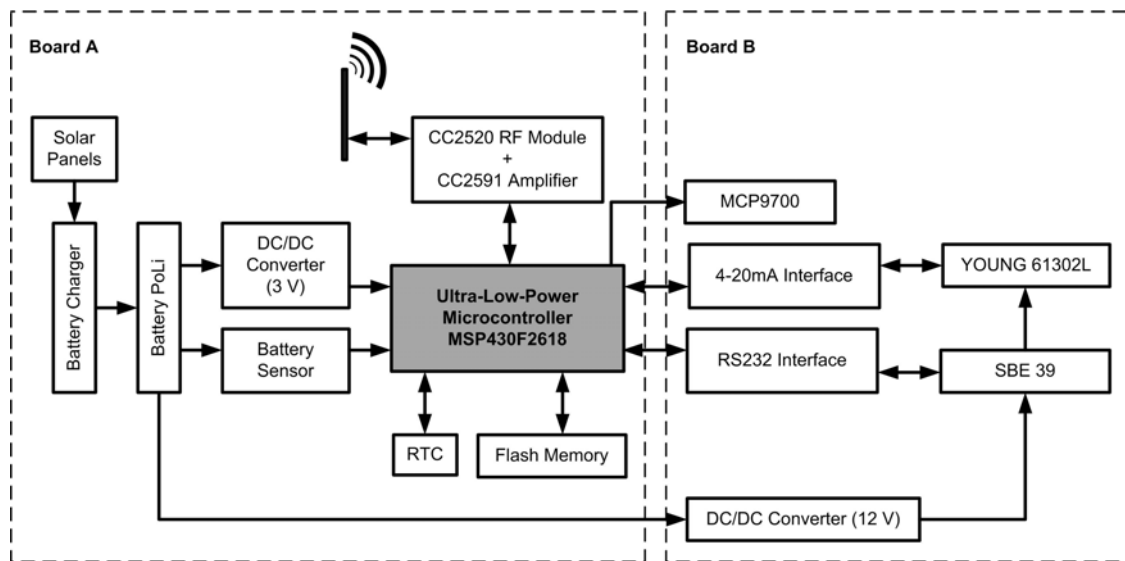 Board A
Board B
Solar
Panels
CC2520 RF Module
+
CC2591 Amplifier
MCP9700
Battery Charger
Battery PoLi
DC/DC
Converter
(3 V)
Ultra-Low-Power
Microcontroller
MSP430F2618
4-20mA Interface
YOUNG 61302L
Battery
Sensor
RS232 Interface
SBE 39
RTC
Flash Memory
DC/DC Converter (12 V)